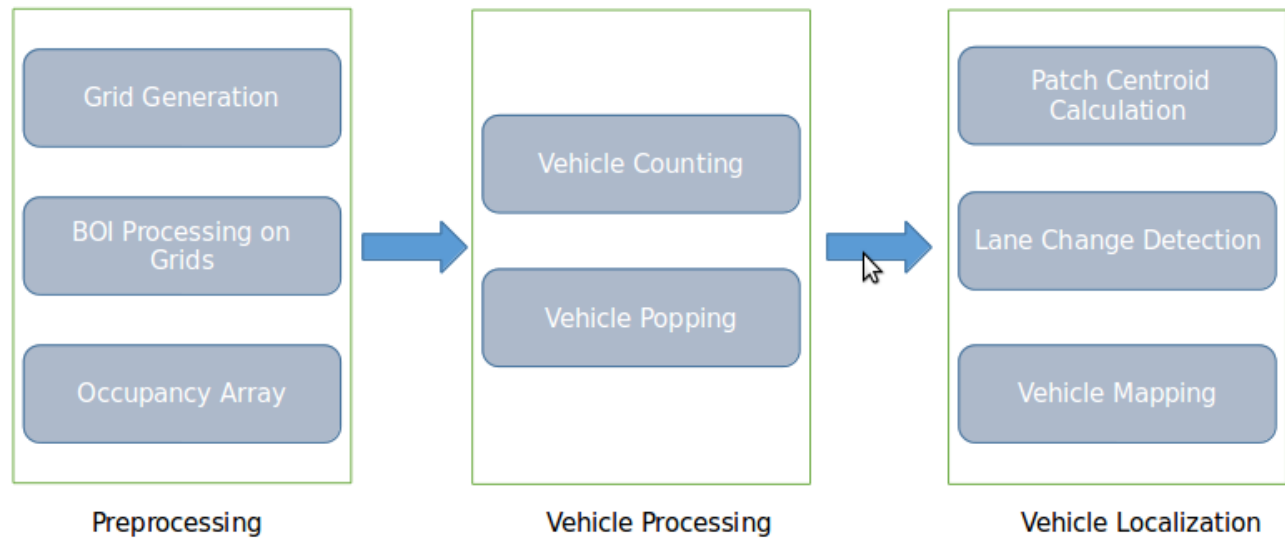 Grid Generation
BOI Processing on
Grids
Occupancy Array
Preprocessing
Vehicle Counting
Vehicle Popping
Vehicle Processing
Patch Centroid
Calculation
Lane Change Detection
Vehicle Mapping
Vehicle Localization